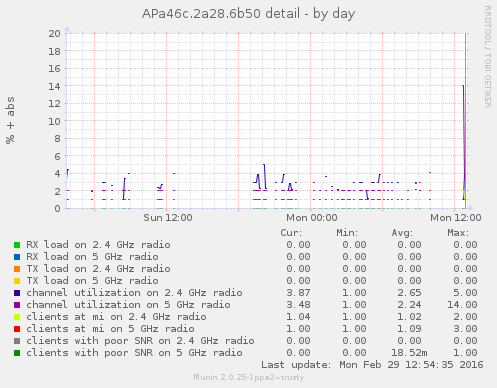 APa46c.2a28.6b50 detail - by day
RRDTOOL / TOBI OETIKER
% + abs
20
18
16
14
12
10
8
6
4
2
0
Sun 12:00 Mon 00:00 Mon 12:00
Cur: Min: Avg: Max:
RX load on 2.4 GHz radio 0.00 0.00 0.00 0.00
RX load on 5 GHz radio 0.00 0.00 0.00 0.00
TX load on 2.4 GHz radio 0.00 0.00 0.00 0.00
TX load on 5 GHz radio 0.00 0.00 0.00 0.00
channel utilization on 2.4 GHz radio 3.87 1.00 2.65 5.00
channel utilization on 5 GHz radio 3.48 1.00 2.24 14.00
clients at mi on 2.4 GHz radio 1.04 1.00 1.02 2.00
clients at mi on 5 GHz radio 1.00 1.00 1.09 3.00
clients with poor SNR on 2.4 GHz radio 0.00 0.00 0.00 0.00
clients with poor SNR on 5 GHz radio 0.00 0.00 18.52m 1.00
Last update: Mon Feb 29 12:54:35 2016
Munin 2.0.25-1ppa2~trusty